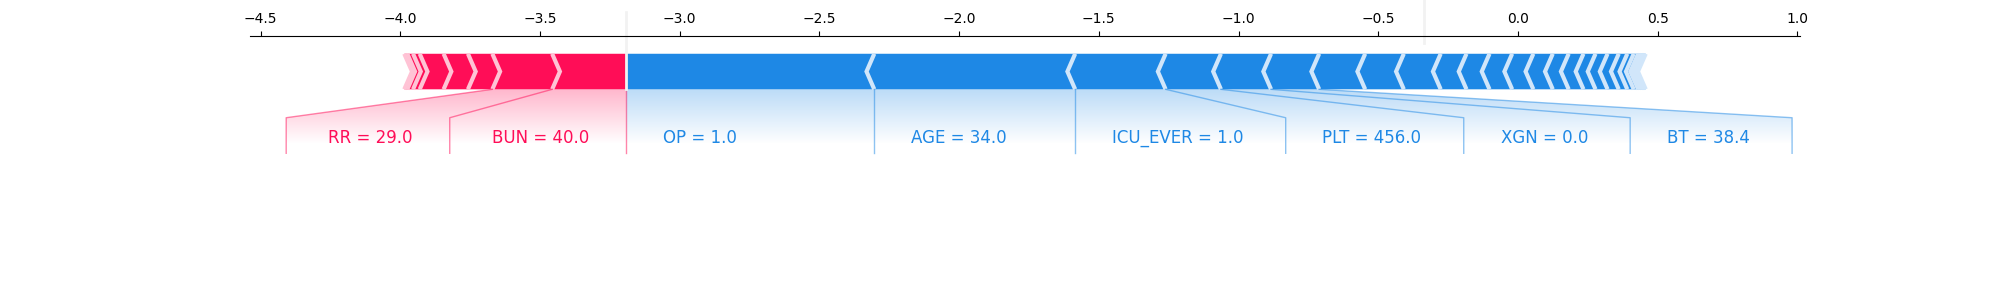 −4.5 −4.0 −3.5 −3.0 −2.5 −2.0 −1.5 −1.0 −0.5 0.0 0.5 1.0
RR = 29.0 BUN = 40.0 OP = 1.0 AGE = 34.0 ICU_EVER = 1.0 PLT = 456.0 XGN = 0.0 BT = 38.4